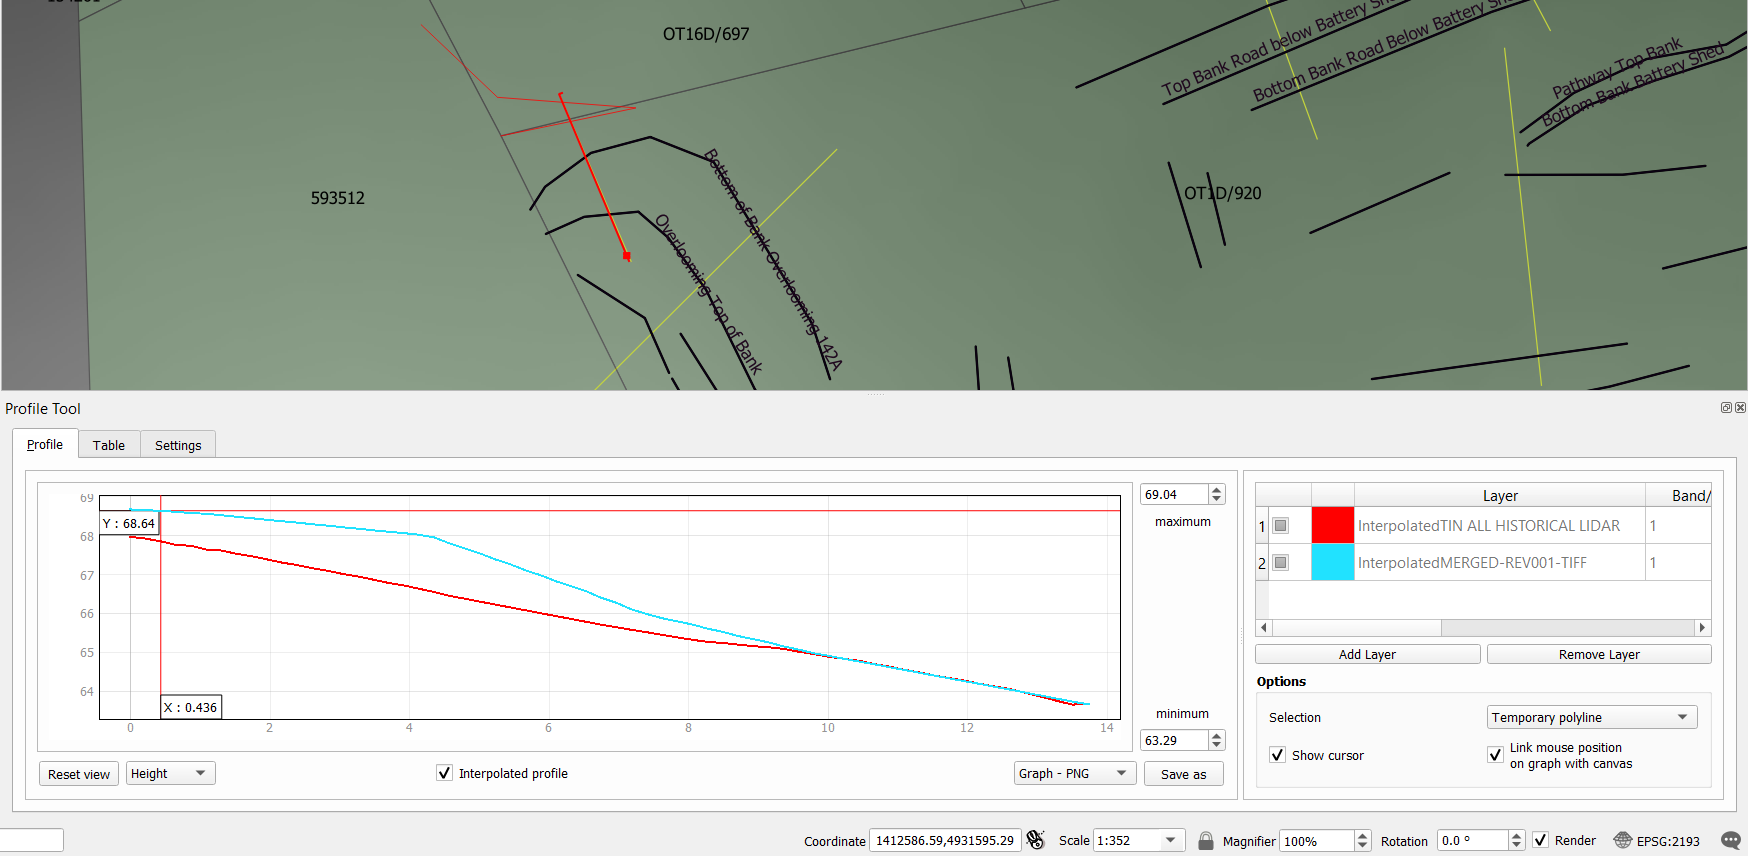 OT16D/697
Top Bank Road below Battery
Bottom Bank Road Below Battery
Pathway Top Bank
Bottom Bank Battery Shed
593512
OT1D/920
Bottom of Bank Overlooming 142A
Overlooming Top of Bank
Profile Tool
Profile
Table
Settings
69
68
67
66
65
64
Y : 68.64
X : 0.436
0
2
4
6
8
10
12
14
69.04
maximum
minimum
63.29
Layer
Band/
1
InterpolatedTIN ALL HISTORICAL LIDAR
1
2
InterpolatedMERGED-REV001-TIFF
1
Add Layer
Remove Layer
Options
Selection
Temporary polyline
Show cursor
Link mouse position
on graph with canvas
Reset view
Height
Interpolated profile
Graph - PNG
Save as
Coordinate
1412586.59,4931595.29
Scale
1:352
Magnifier
100%
Rotation
0.0 °
Render
EPSG:2193